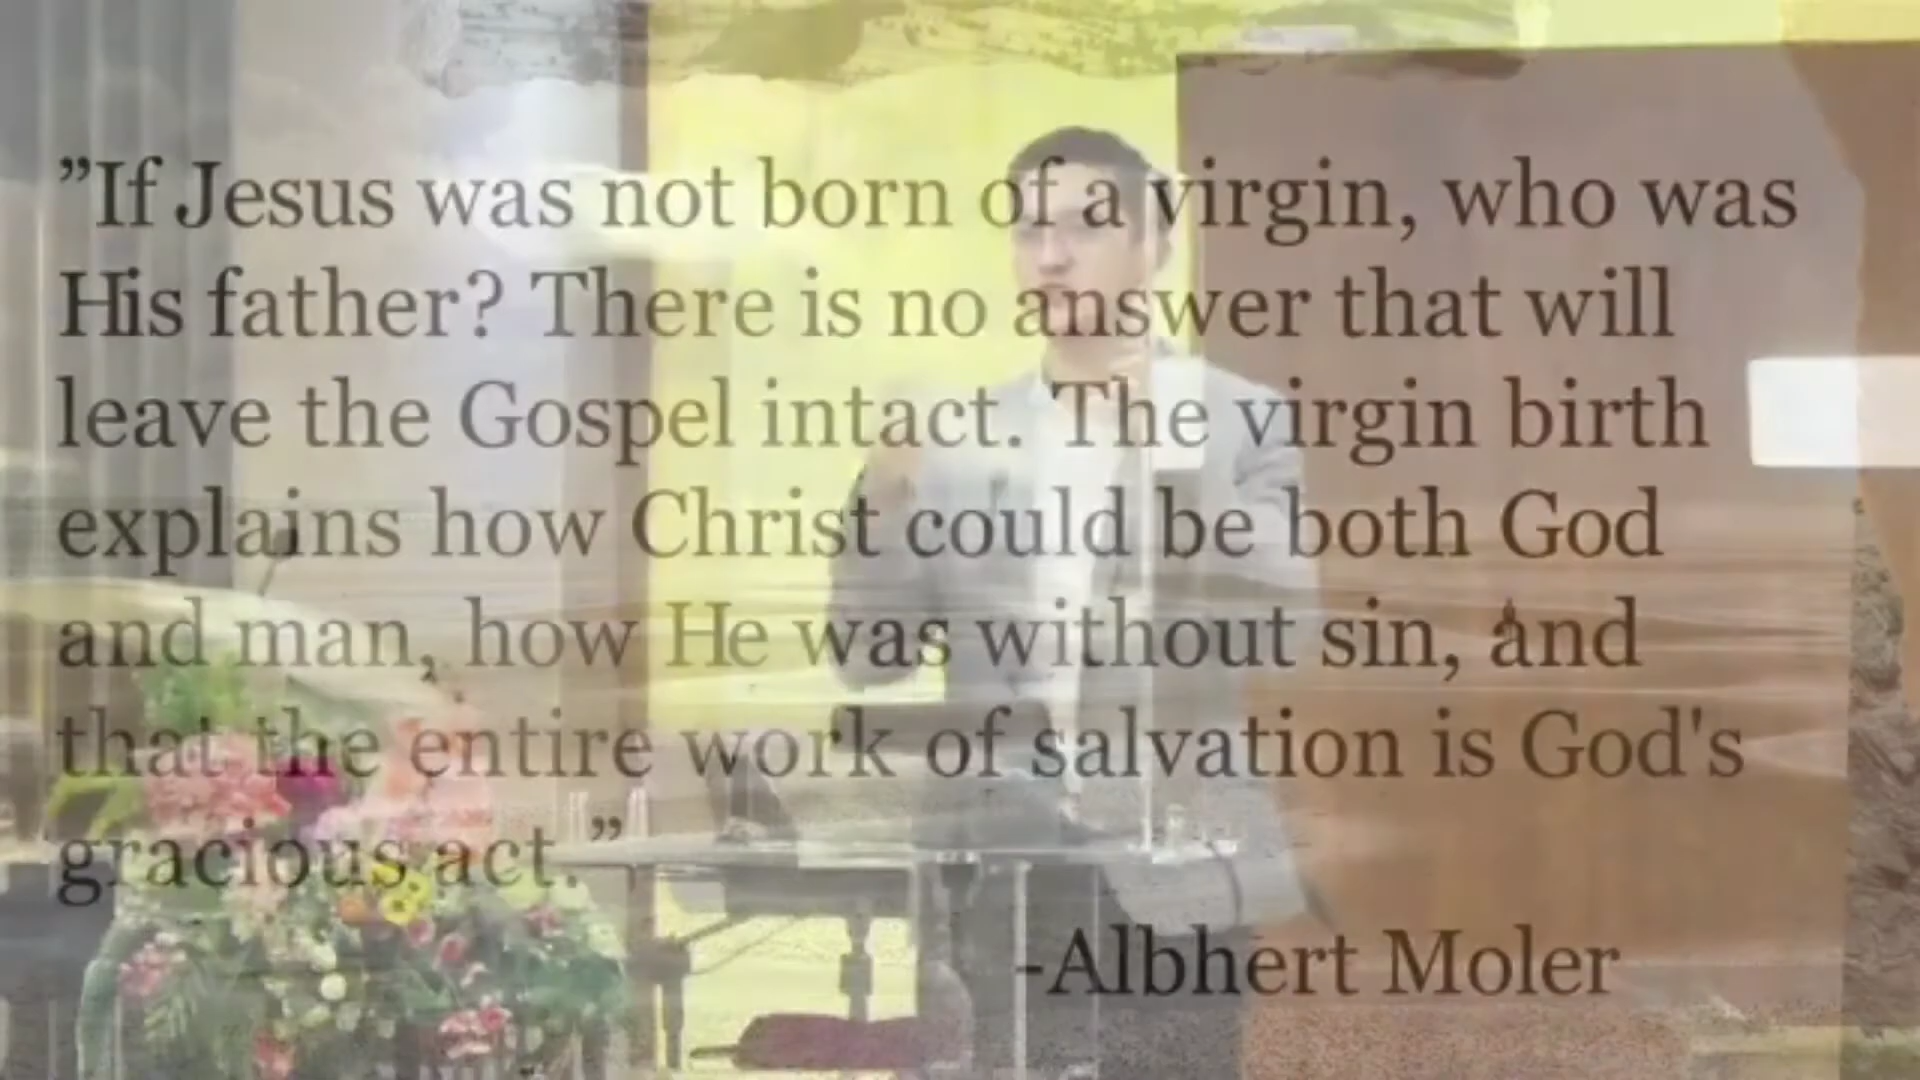 ”If Jesus was not born of a virgin, who was
His father? There is no answer that will
leave the Gospel intact. The virgin birth
explains how Christ could be both God
and man, how He was without sin, and
that the entire work of salvation is God's
gracious act.”
-Albhert Moler